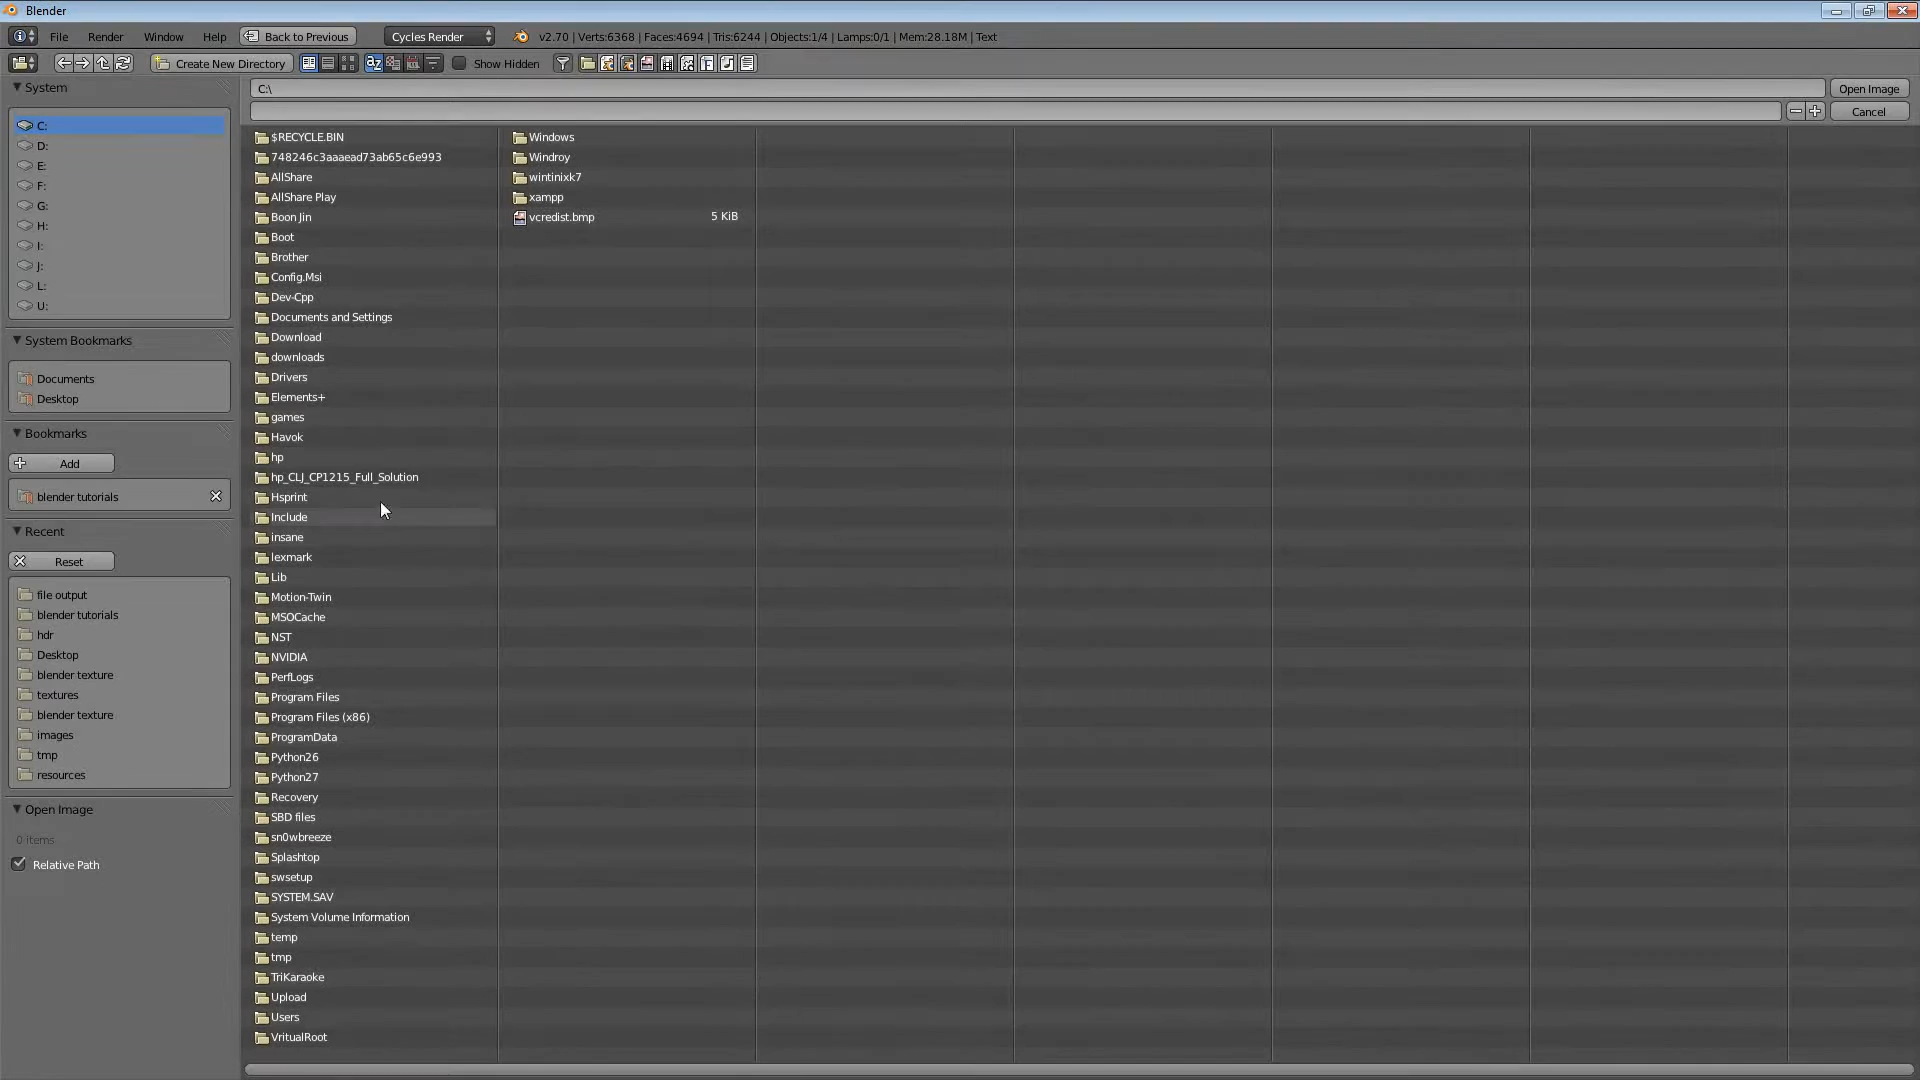 Blender
File Render Window Help Back to Previous Cycles Render v2.70 | Verts:6368 | Faces:4694 | Tris:6244 | Objects:1/4 | Lamps:0/1 | Mem:28.18M | Text
Create New Directory Show Hidden
System
C:
D:
E:
F:
G:
H:
I:
J:
L:
U:
System Bookmarks
Documents
Desktop
Bookmarks
Add
blender tutorials
Recent
Reset
file output
blender tutorials
hdr
Desktop
blender texture
textures
blender texture
images
tmp
resources
Open Image
0 items
Relative Path
C:\ Open Image
Cancel
$RECYCLE.BIN
748246c3aaaead73ab65c6e993
AllShare
AllShare Play
Boon Jin
Boot
Brother
Config.Msi
Dev-Cpp
Documents and Settings
Download
downloads
Drivers
Elements+
games
Havok
hp
hp_CLJ_CP1215_Full_Solution
Hsprint
Include
insane
lexmark
Lib
Motion-Twin
MSOCache
NST
NVIDIA
PerfLogs
Program Files
Program Files (x86)
ProgramData
Python26
Python27
Recovery
SBD files
sn0wbreeze
Splashtop
swsetup
SYSTEM.SAV
System Volume Information
temp
tmp
TriKaraoke
Upload
Users
VritualRoot
Windows
Windroy
wintinixk7
xampp
vcredist.bmp 5 KiB